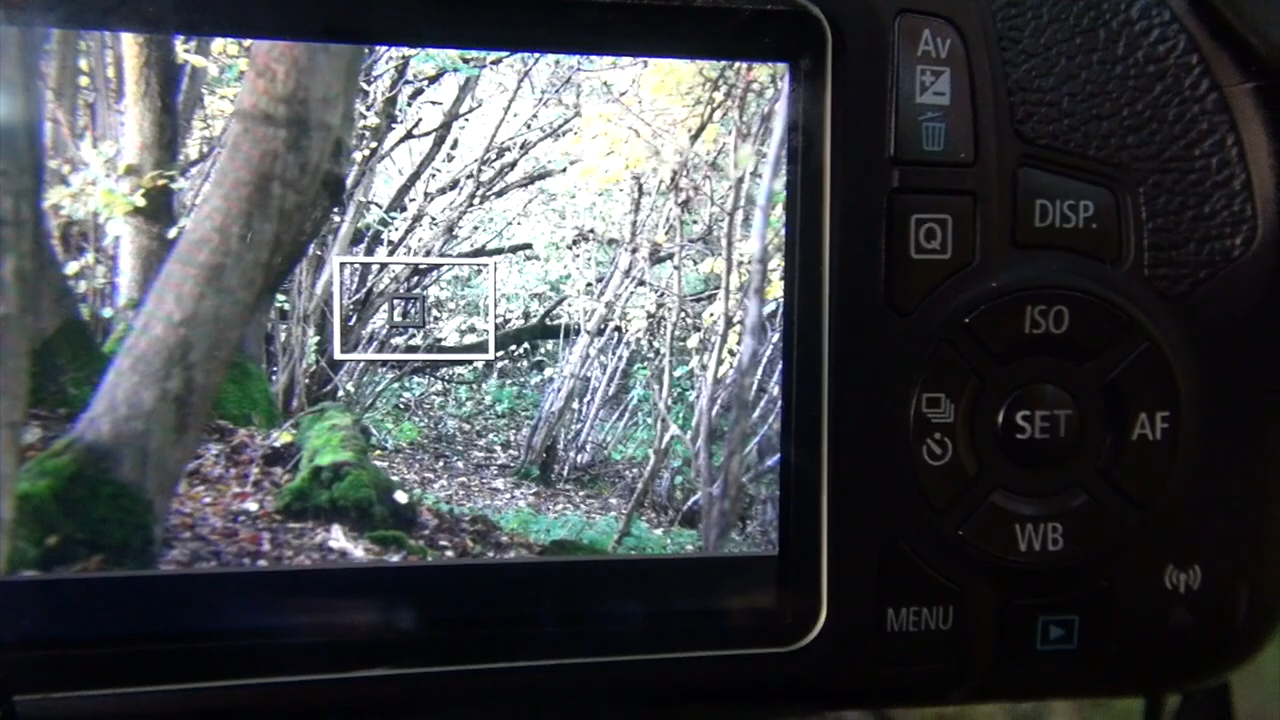 Av
Q
DISP.
ISO
SET
AF
WB
MENU